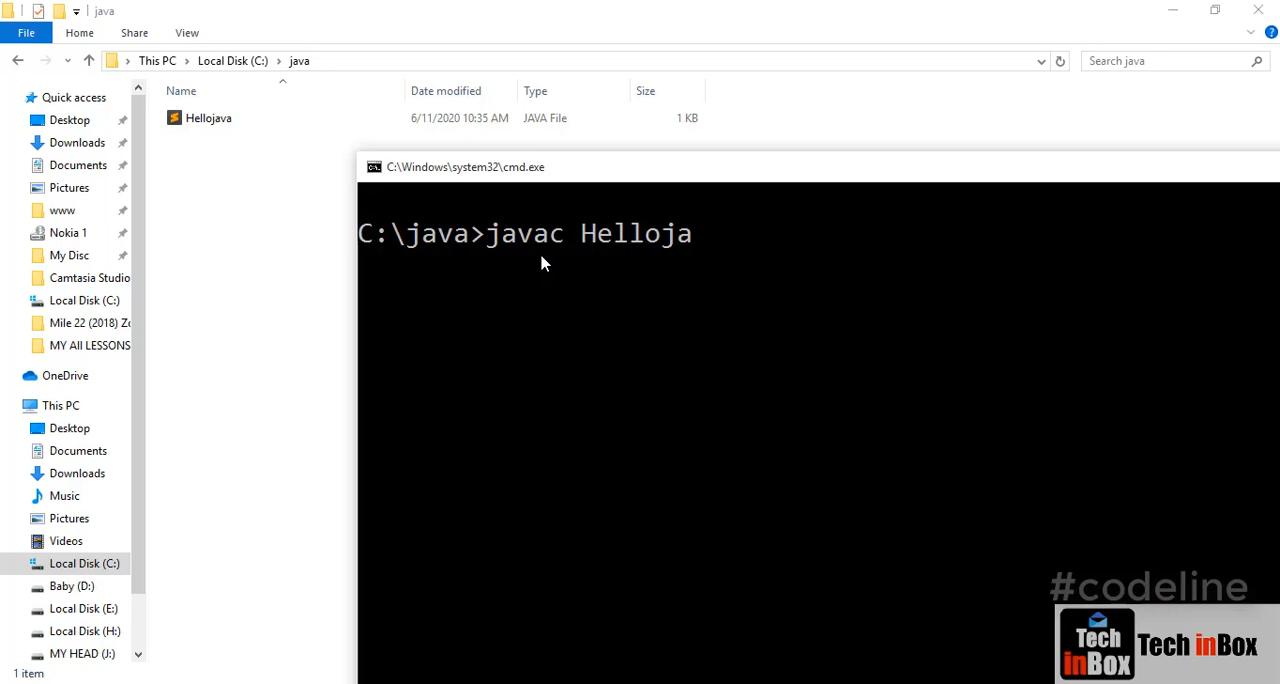 java
File Home Share View
This PC Local Disk (C:) java Search java
Name Date modified Type Size
Hellojava 6/11/2020 10:35 AM JAVA File 1 KB
Quick access
Desktop
Downloads
Documents
Pictures
www
Nokia 1
My Disc
Camtasia Studio
Local Disk (C:)
Mile 22 (2018) Zo
MY All LESSONS
OneDrive
This PC
Desktop
Documents
Downloads
Music
Pictures
Videos
Local Disk (C:)
Baby (D:)
Local Disk (E:)
Local Disk (H:)
MY HEAD (J:)
1 item
C:\Windows\system32\cmd.exe
C:\java>javac Helloja
#codeline
Tech
inBox
Tech inBox